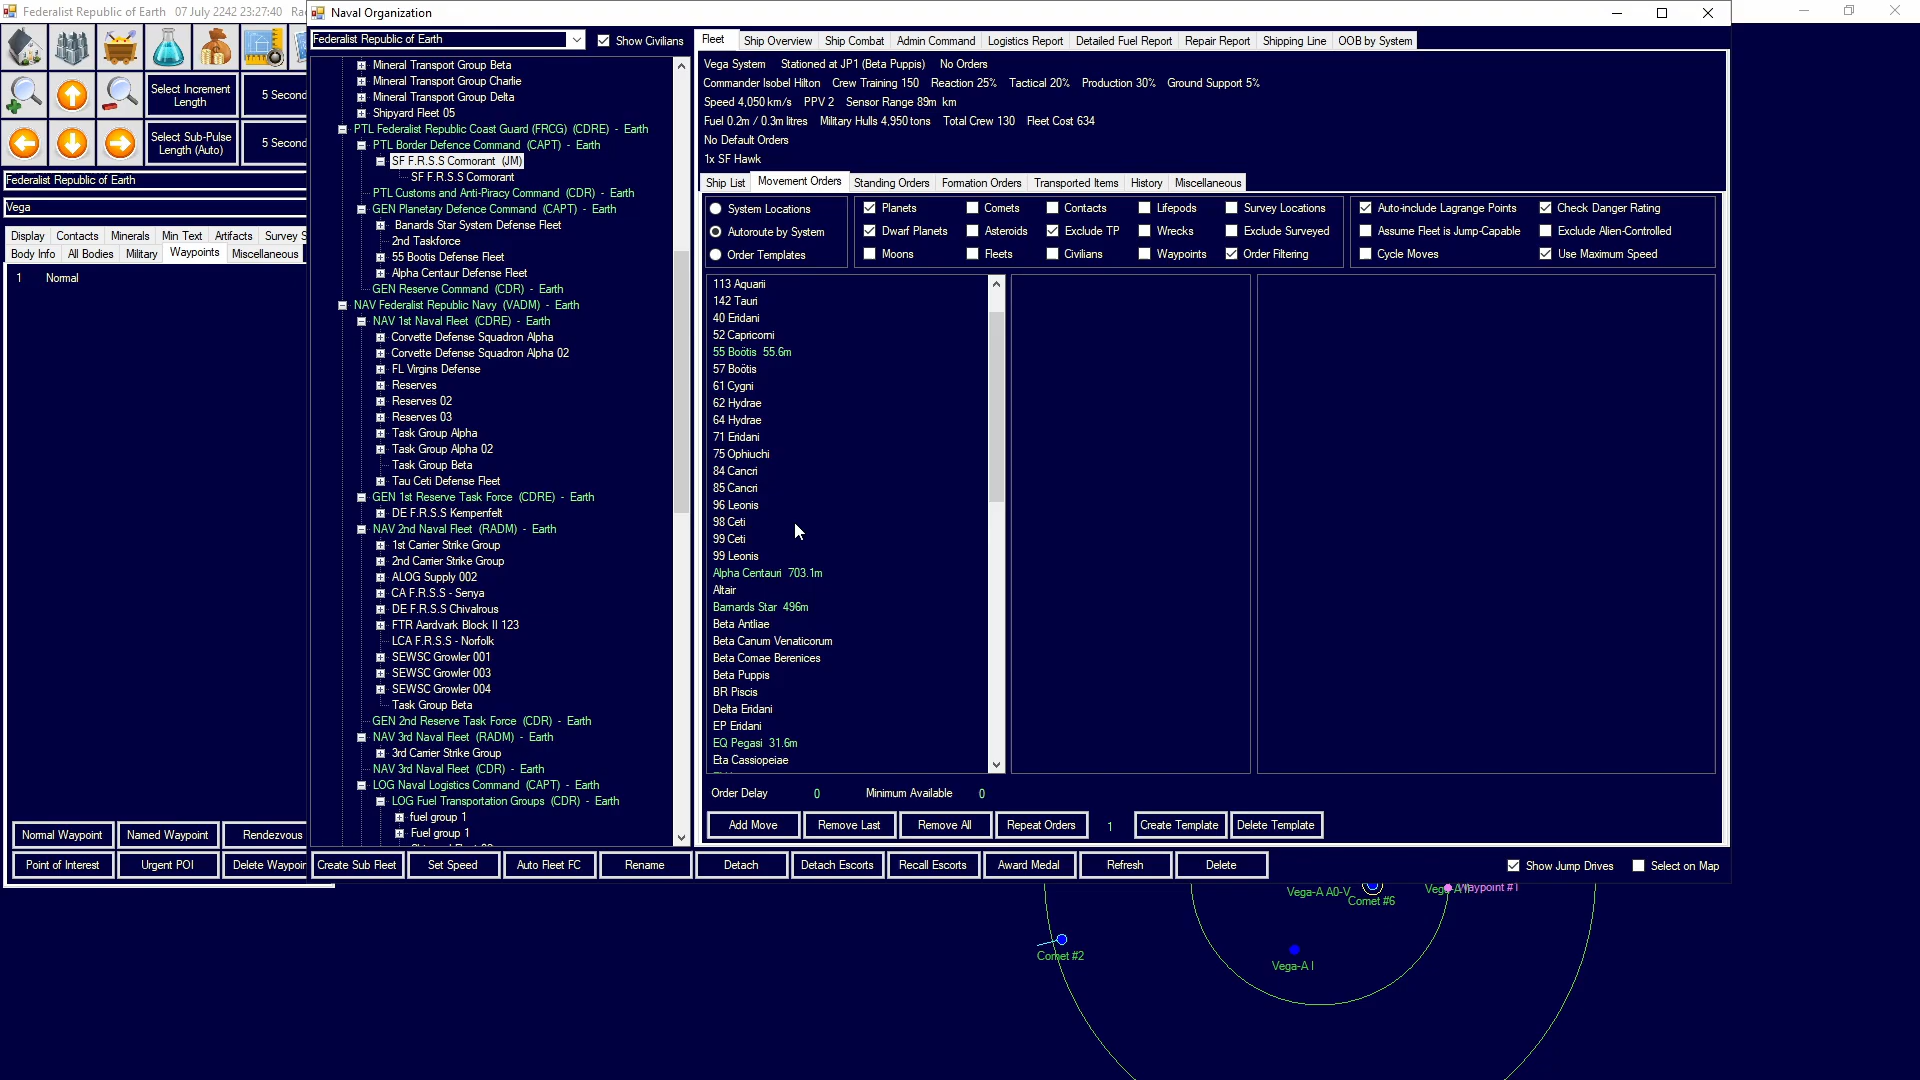 Federalist Republic of Earth   07 July 2242 23:27:40
Naval Organization
Federalist Republic of Earth
Show Civilians
Select Increment Length
Select Sub-Pulse Length (Auto)
Federalist Republic of Earth
Vega
Display Contacts Minerals Min Text Artifacts Survey S
Body Info All Bodies Military Waypoints Miscellaneous
1 Normal
Normal Waypoint Named Waypoint Rendezvous
Point of Interest Urgent POI Delete Waypoin
Mineral Transport Group Beta
Mineral Transport Group Charlie
Mineral Transport Group Delta
Shipyard Fleet 05
PTL Federalist Republic Coast Guard (FRCG) (CDRE) - Earth
PTL Border Defence Command (CAPT) - Earth
SF F.R.S.S Cormorant (JM)
SF F.R.S.S Cormorant
PTL Customs and Anti-Piracy Command (CDR) - Earth
GEN Planetary Defence Command (CAPT) - Earth
Banards Star System Defense Fleet
2nd Taskforce
55 Bootis Defense Fleet
Alpha Centaur Defense Fleet
GEN Reserve Command (CDR) - Earth
NAV Federalist Republic Navy (VADM) - Earth
NAV 1st Naval Fleet (CDRE) - Earth
Corvette Defense Squadron Alpha
Corvette Defense Squadron Alpha 02
FL Virgins Defense
Reserves
Reserves 02
Reserves 03
Task Group Alpha
Task Group Alpha 02
Task Group Beta
Tau Ceti Defense Fleet
GEN 1st Reserve Task Force (CDRE) - Earth
DE F.R.S.S Kempenfelt
NAV 2nd Naval Fleet (RADM) - Earth
1st Carrier Strike Group
2nd Carrier Strike Group
ALOG Supply 002
CA F.R.S.S - Senya
DE F.R.S.S Chivalrous
FTR Aardvark Block II 123
LCA F.R.S.S - Norfolk
SEWSC Growler 001
SEWSC Growler 003
SEWSC Growler 004
Task Group Beta
GEN 2nd Reserve Task Force (CDR) - Earth
NAV 3rd Naval Fleet (RADM) - Earth
3rd Carrier Strike Group
NAV 3rd Naval Fleet (CDR) - Earth
LOG Naval Logistics Command (CAPT) - Earth
LOG Fuel Transportation Groups (CDR) - Earth
fuel group 1
Fuel group 1
Fleet Ship Overview Ship Combat Admin Command Logistics Report Detailed Fuel Report Repair Report Shipping Line OOB by System
Vega System Stationed at JP1 (Beta Puppis) No Orders
Commander Isobel Hilton Crew Training 150 Reaction 25% Tactical 20% Production 30% Ground Support 5%
Speed 4,050 km/s PPV 2 Sensor Range 89m km
Fuel 0.2m / 0.3m litres Military Hulls 4,950 tons Total Crew 130 Fleet Cost 634
No Default Orders
1x SF Hawk
Ship List Movement Orders Standing Orders Formation Orders Transported Items History Miscellaneous
System Locations Planets Comets Contacts Lifepods Survey Locations Auto-include Lagrange Points Check Danger Rating
Autoroute by System Dwarf Planets Asteroids Exclude TP Wrecks Exclude Surveyed Assume Fleet is Jump-Capable Exclude Alien-Controlled
Order Templates Moons Fleets Civilians Waypoints Order Filtering Cycle Moves Use Maximum Speed
113 Aquarii
142 Tauri
40 Eridani
52 Capricorni
55 Boötis 55.6m
57 Boötis
61 Cygni
62 Hydrae
64 Hydrae
71 Eridani
75 Ophiuchi
84 Cancri
85 Cancri
96 Leonis
98 Ceti
99 Ceti
99 Leonis
Alpha Centauri 703.1m
Altair
Barnards Star 496m
Beta Antliae
Beta Canum Venaticorum
Beta Comae Berenices
Beta Puppis
BR Piscis
Delta Eridani
EP Eridani
EQ Pegasi 31.6m
Eta Cassiopeiae
Order Delay 0 Minimum Available 0
Add Move Remove Last Remove All Repeat Orders 1 Create Template Delete Template
Create Sub Fleet Set Speed Auto Fleet FC Rename Detach Detach Escorts Recall Escorts Award Medal Refresh Delete Show Jump Drives Select on Map
Vega-A A0-V
Comet #6
Comet #2
Vega-A I